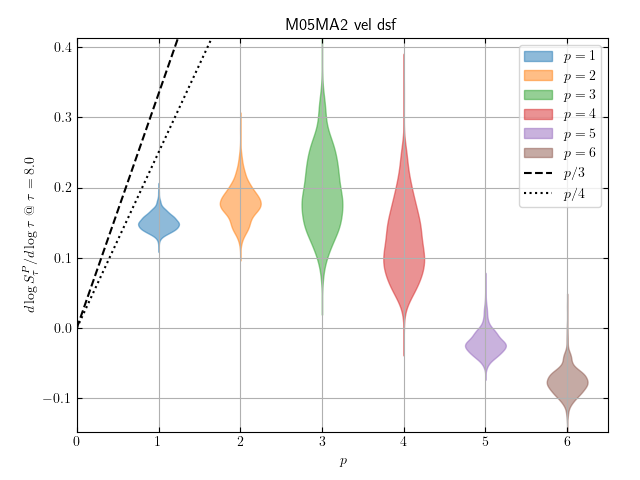 M05MA2 vel dsf
d log S_τ^P / d log τ @ τ = 8.0
0.4
0.3
0.2
0.1
0.0
−0.1
0 1 2 3 4 5 6
p
p = 1
p = 2
p = 3
p = 4
p = 5
p = 6
p/3
p/4